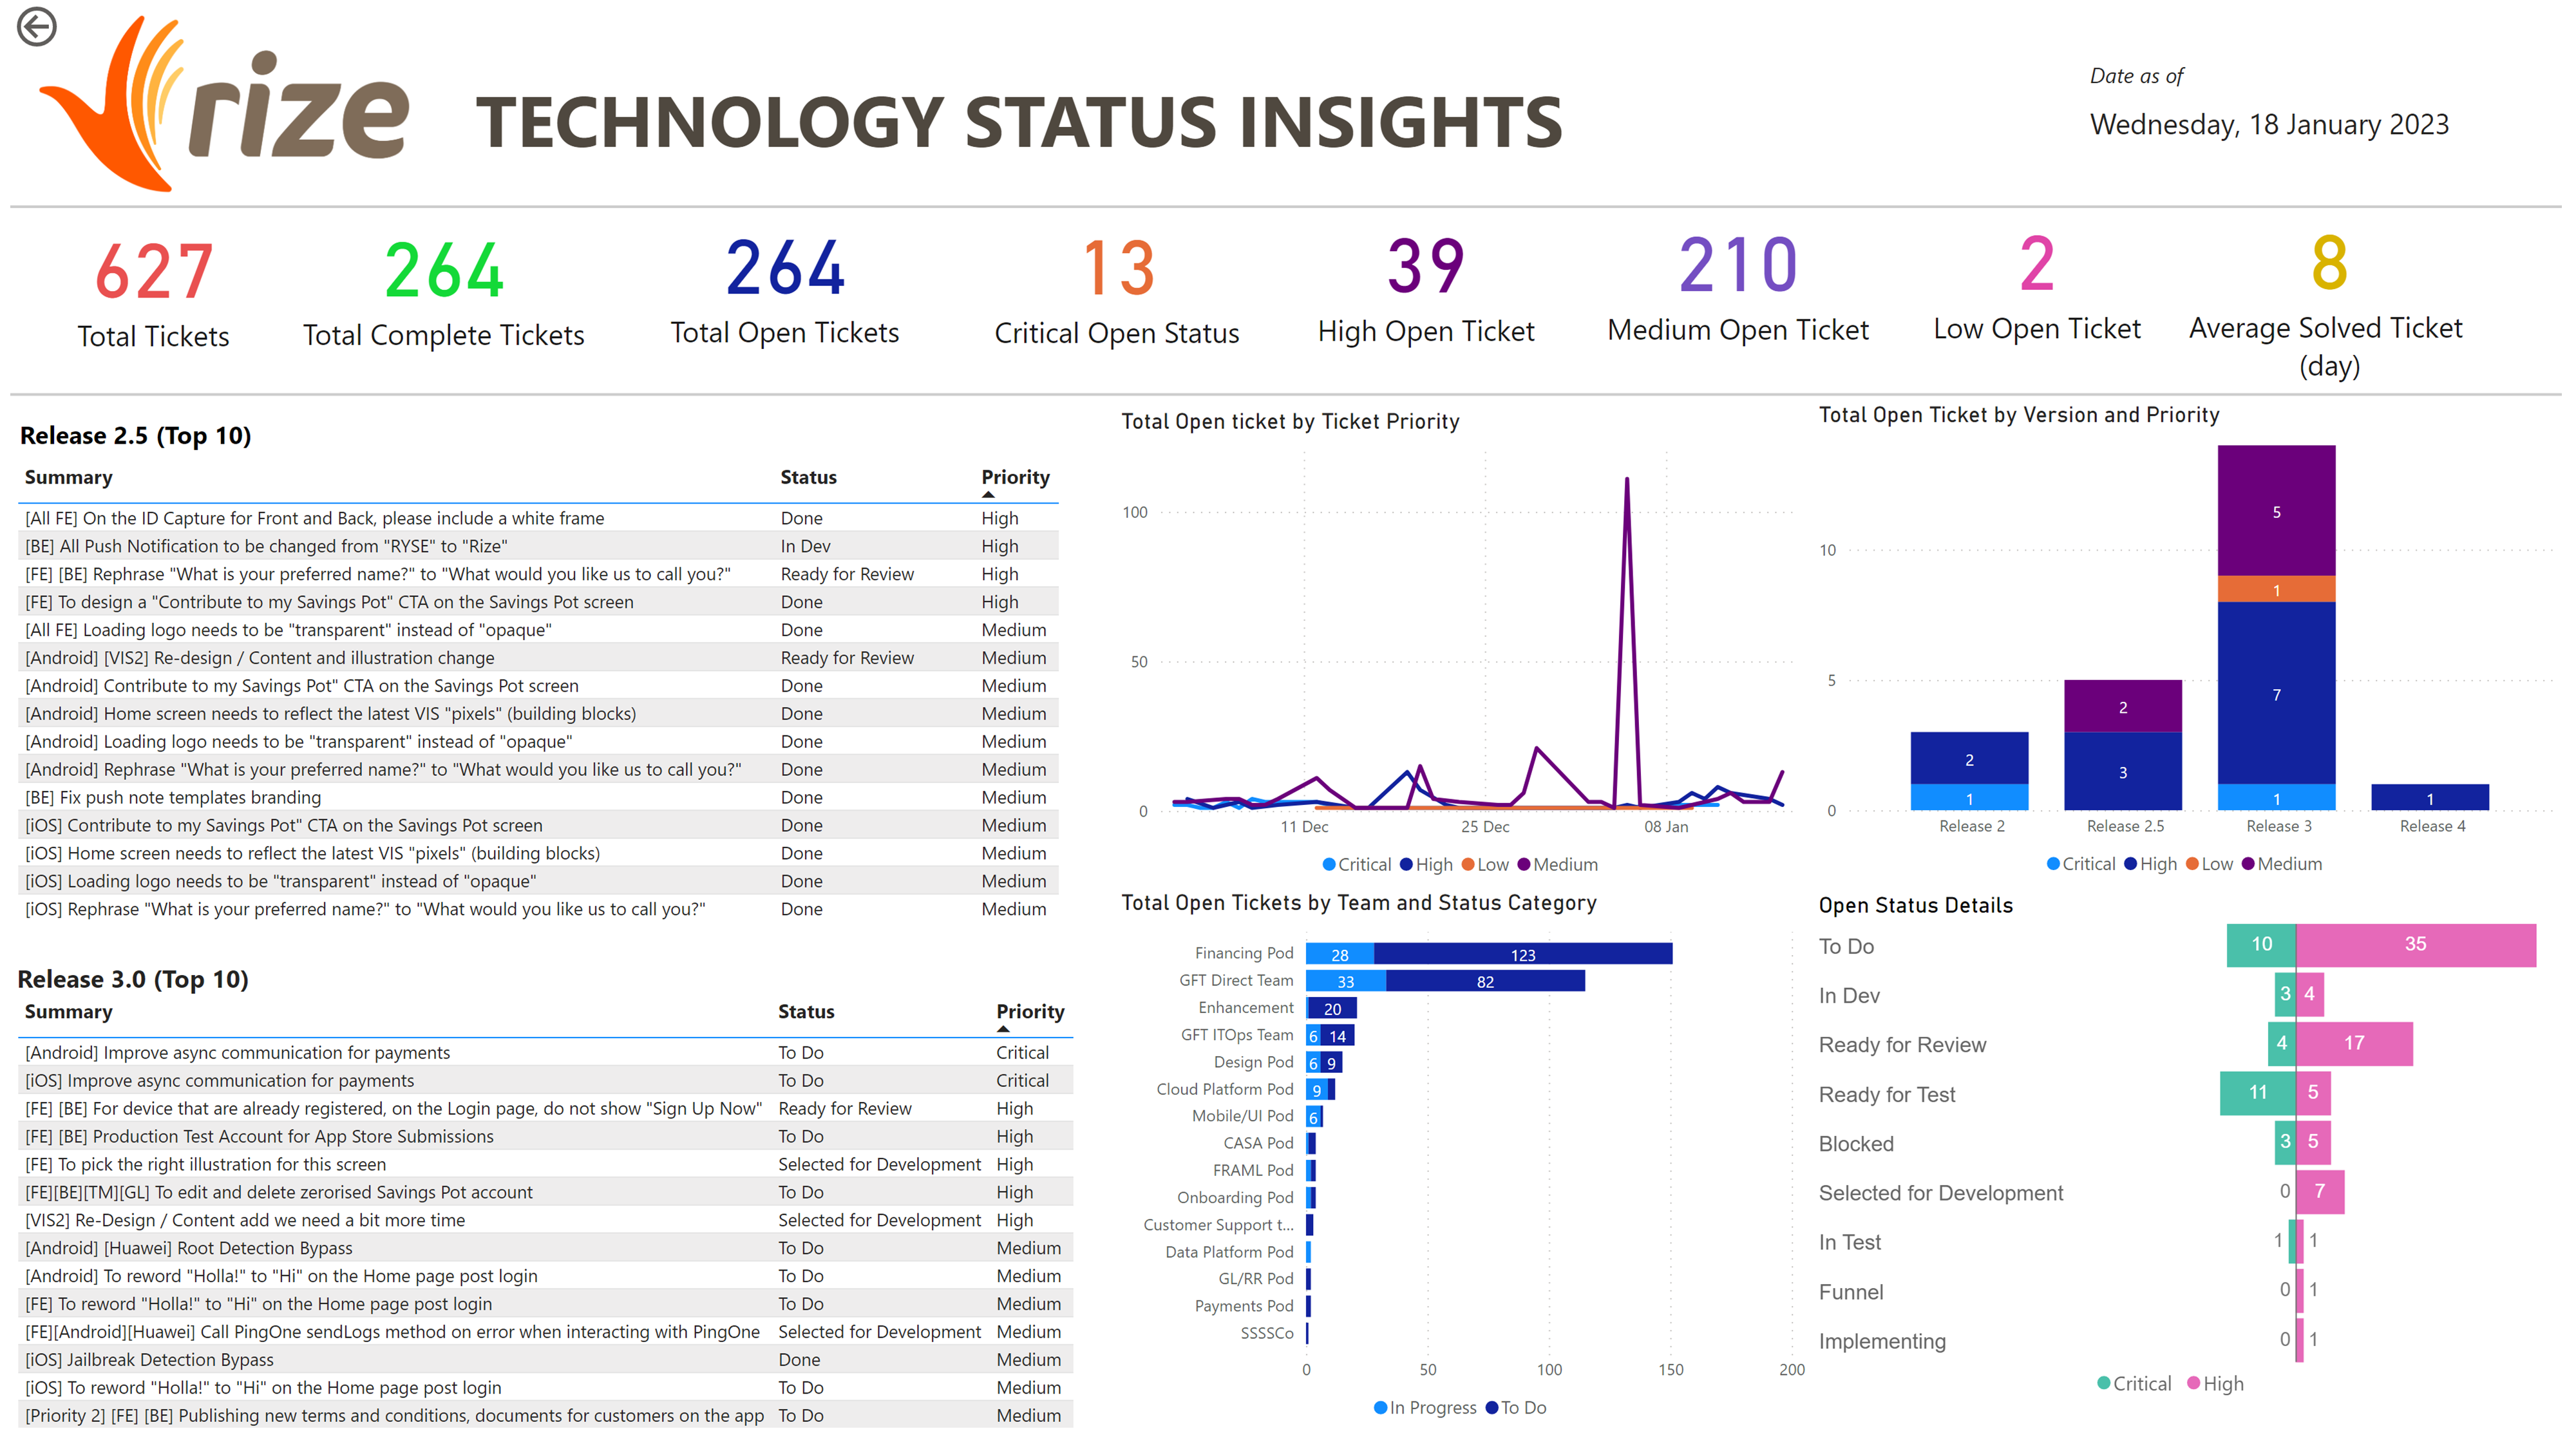 rize
TECHNOLOGY STATUS INSIGHTS
Date as of
Wednesday, 18 January 2023
627
Total Tickets
264
Total Complete Tickets
264
Total Open Tickets
13
Critical Open Status
39
High Open Ticket
210
Medium Open Ticket
2
Low Open Ticket
8
Average Solved Ticket
(day)
Release 2.5 (Top 10)
Summary Status Priority
[All FE] On the ID Capture for Front and Back, please include a white frame Done High
[BE] All Push Notification to be changed from "RYSE" to "Rize" In Dev High
[FE] [BE] Rephrase "What is your preferred name?" to "What would you like us to call you?" Ready for Review High
[FE] To design a "Contribute to my Savings Pot" CTA on the Savings Pot screen Done High
[All FE] Loading logo needs to be "transparent" instead of "opaque" Done Medium
[Android] [VIS2] Re-design / Content and illustration change Ready for Review Medium
[Android] Contribute to my Savings Pot" CTA on the Savings Pot screen Done Medium
[Android] Home screen needs to reflect the latest VIS "pixels" (building blocks) Done Medium
[Android] Loading logo needs to be "transparent" instead of "opaque" Done Medium
[Android] Rephrase "What is your preferred name?" to "What would you like us to call you?" Done Medium
[BE] Fix push note templates branding Done Medium
[iOS] Contribute to my Savings Pot" CTA on the Savings Pot screen Done Medium
[iOS] Home screen needs to reflect the latest VIS "pixels" (building blocks) Done Medium
[iOS] Loading logo needs to be "transparent" instead of "opaque" Done Medium
[iOS] Rephrase "What is your preferred name?" to "What would you like us to call you?" Done Medium
Release 3.0 (Top 10)
Summary Status Priority
[Android] Improve async communication for payments To Do Critical
[iOS] Improve async communication for payments To Do Critical
[FE] [BE] For device that are already registered, on the Login page, do not show "Sign Up Now" Ready for Review High
[FE] [BE] Production Test Account for App Store Submissions To Do High
[FE] To pick the right illustration for this screen Selected for Development High
[FE][BE][TM][GL] To edit and delete zerorised Savings Pot account To Do High
[VIS2] Re-Design / Content add we need a bit more time Selected for Development High
[Android] [Huawei] Root Detection Bypass To Do Medium
[Android] To reword "Holla!" to "Hi" on the Home page post login To Do Medium
[FE] To reword "Holla!" to "Hi" on the Home page post login To Do Medium
[FE][Android][Huawei] Call PingOne sendLogs method on error when interacting with PingOne Selected for Development Medium
[iOS] Jailbreak Detection Bypass Done Medium
[iOS] To reword "Holla!" to "Hi" on the Home page post login To Do Medium
[Priority 2] [FE] [BE] Publishing new terms and conditions, documents for customers on the app To Do Medium
Total Open ticket by Ticket Priority
100
50
0
11 Dec 25 Dec 08 Jan
Critical High Low Medium
Total Open Ticket by Version and Priority
10
5
0
2
1
2
3
5
1
7
1
1
Release 2 Release 2.5 Release 3 Release 4
Critical High Low Medium
Total Open Tickets by Team and Status Category
Financing Pod 28 123
GFT Direct Team 33 82
Enhancement 20
GFT ITOps Team 6 14
Design Pod 6 9
Cloud Platform Pod 9
Mobile/UI Pod 6
CASA Pod
FRAML Pod
Onboarding Pod
Customer Support t...
Data Platform Pod
GL/RR Pod
Payments Pod
SSSSCo
0 50 100 150 200
In Progress To Do
Open Status Details
To Do 10 35
In Dev 3 4
Ready for Review 4 17
Ready for Test 11 5
Blocked 3 5
Selected for Development 0 7
In Test 1 1
Funnel 0 1
Implementing 0 1
Critical High